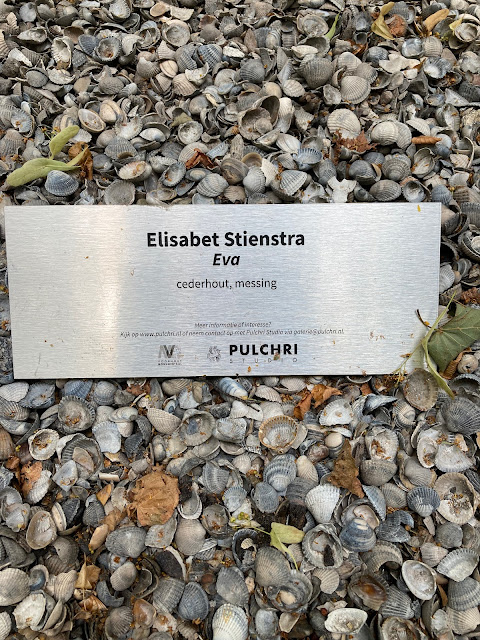 Elisabet Stienstra
Eva
cederhout, messing
Meer informatie of interesse?
Kijk op www.pulchri.nl of neem contact op met Pulchri Studio via galerie@pulchri.nl.
PULCHRI
STUDIO